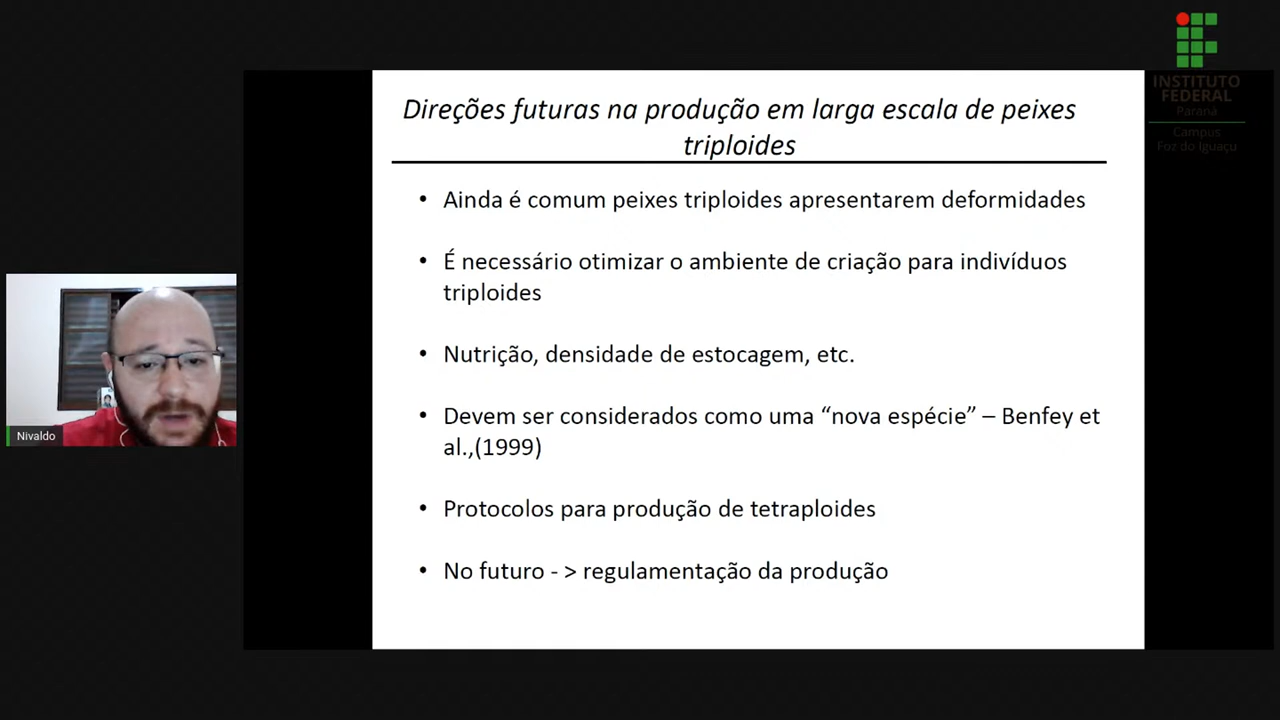 INSTITUTO
FEDERAL
Paraná
Campus
Foz do Iguaçu
Direções futuras na produção em larga escala de peixes
triploides
• Ainda é comum peixes triploides apresentarem deformidades
• É necessário otimizar o ambiente de criação para indivíduos
triploides
• Nutrição, densidade de estocagem, etc.
• Devem ser considerados como uma “nova espécie” – Benfey et
al.,(1999)
• Protocolos para produção de tetraploides
• No futuro - > regulamentação da produção
Nivaldo